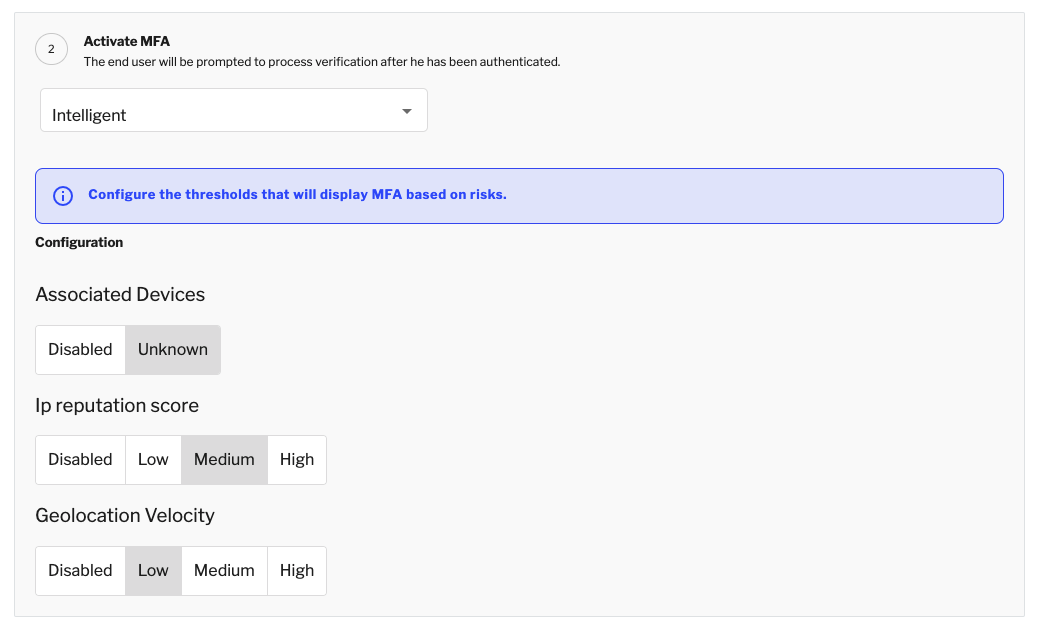 2
Activate MFA
The end user will be prompted to process verification after he has been authenticated.
Intelligent
Configure the thresholds that will display MFA based on risks.
Configuration
Associated Devices
Disabled Unknown
Ip reputation score
Disabled Low Medium High
Geolocation Velocity
Disabled Low Medium High